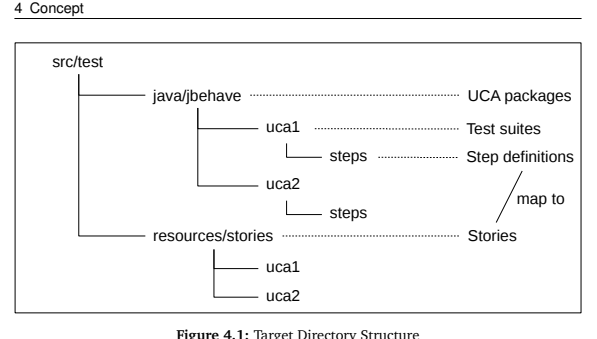 4 Concept
src/test
java/jbehave UCA packages
uca1 Test suites
steps Step definitions
uca2 map to
steps
resources/stories Stories
uca1
uca2
Figure 4.1: Target Directory Structure